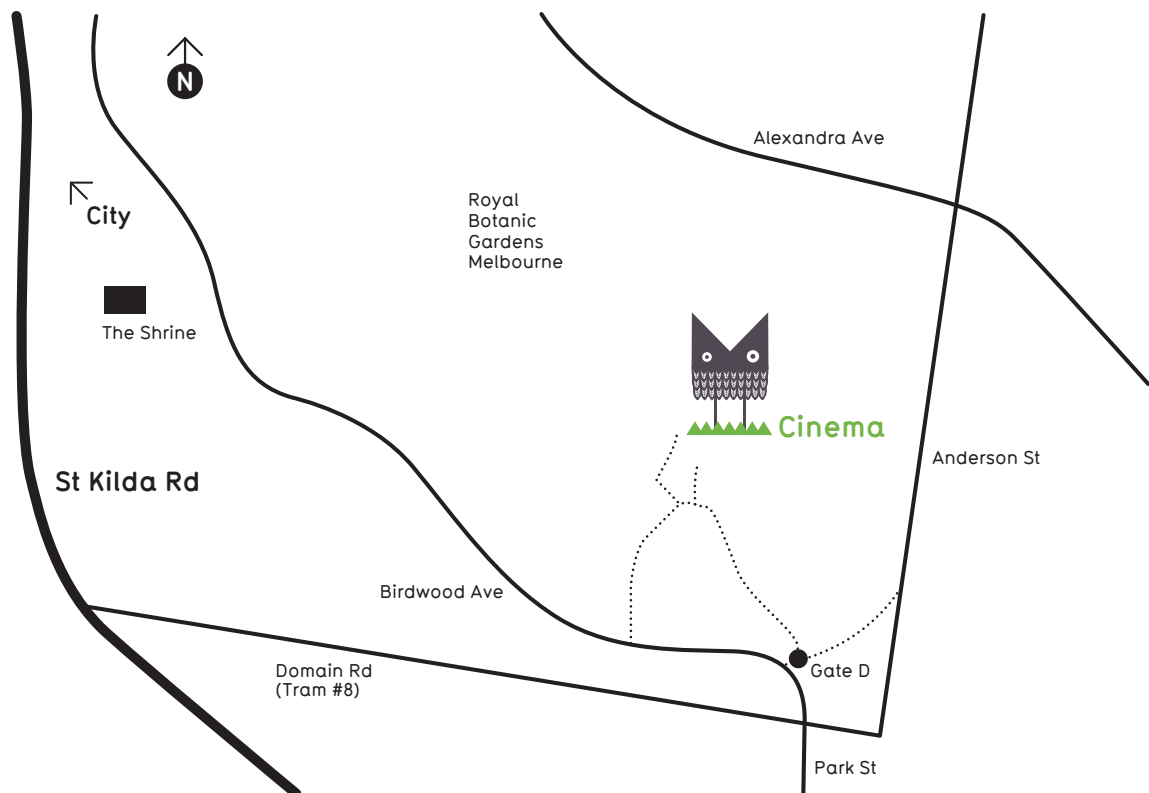 N
Alexandra Ave
City
Royal
Botanic
Gardens
Melbourne
The Shrine
Cinema
Anderson St
St Kilda Rd
Birdwood Ave
Domain Rd
(Tram #8)
Gate D
Park St